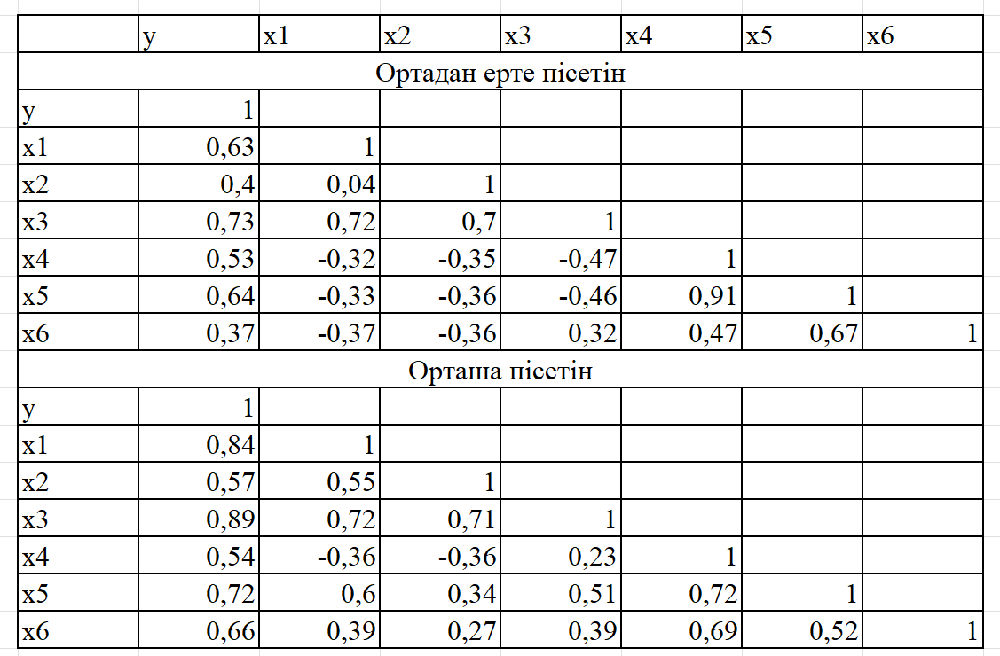 y x1 x2 x3 x4 x5 x6
Ортадан ерте пісетін
y 1
x1 0,63 1
x2 0,4 0,04 1
x3 0,73 0,72 0,7 1
x4 0,53 -0,32 -0,35 -0,47 1
x5 0,64 -0,33 -0,36 -0,46 0,91 1
x6 0,37 -0,37 -0,36 0,32 0,47 0,67 1
Орташа пісетін
y 1
x1 0,84 1
x2 0,57 0,55 1
x3 0,89 0,72 0,71 1
x4 0,54 -0,36 -0,36 0,23 1
x5 0,72 0,6 0,34 0,51 0,72 1
x6 0,66 0,39 0,27 0,39 0,69 0,52 1